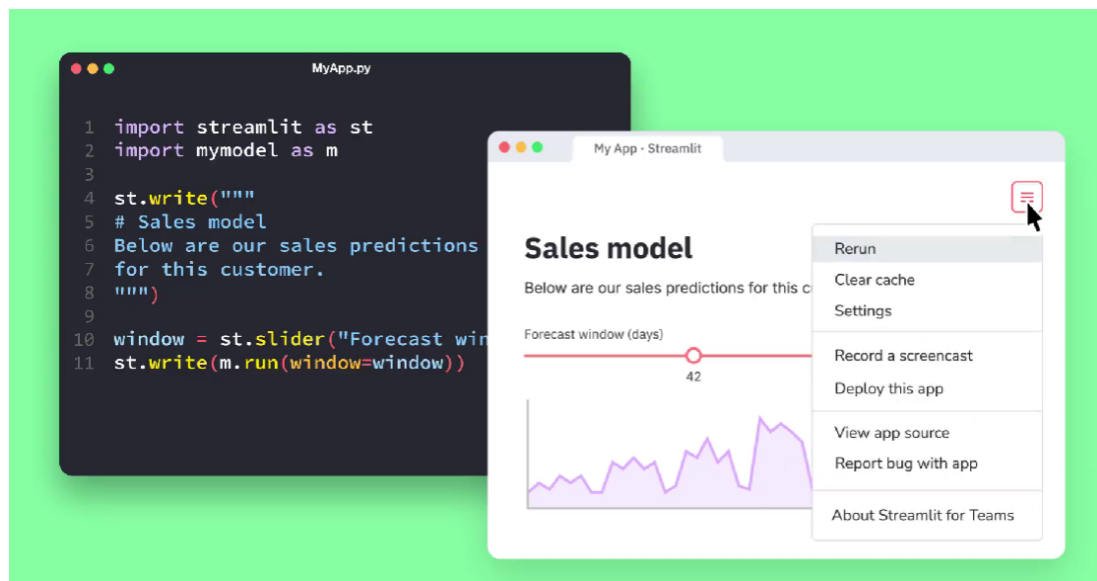 MyApp.py
1 import streamlit as st
2 import mymodel as m
3
4 st.write("""
5 # Sales model
6 Below are our sales predictions
7 for this customer.
8 """)
9
10 window = st.slider("Forecast win
11 st.write(m.run(window=window))
My App · Streamlit
Sales model
Below are our sales predictions for this c
Forecast window (days)
42
Rerun
Clear cache
Settings
Record a screencast
Deploy this app
View app source
Report bug with app
About Streamlit for Teams